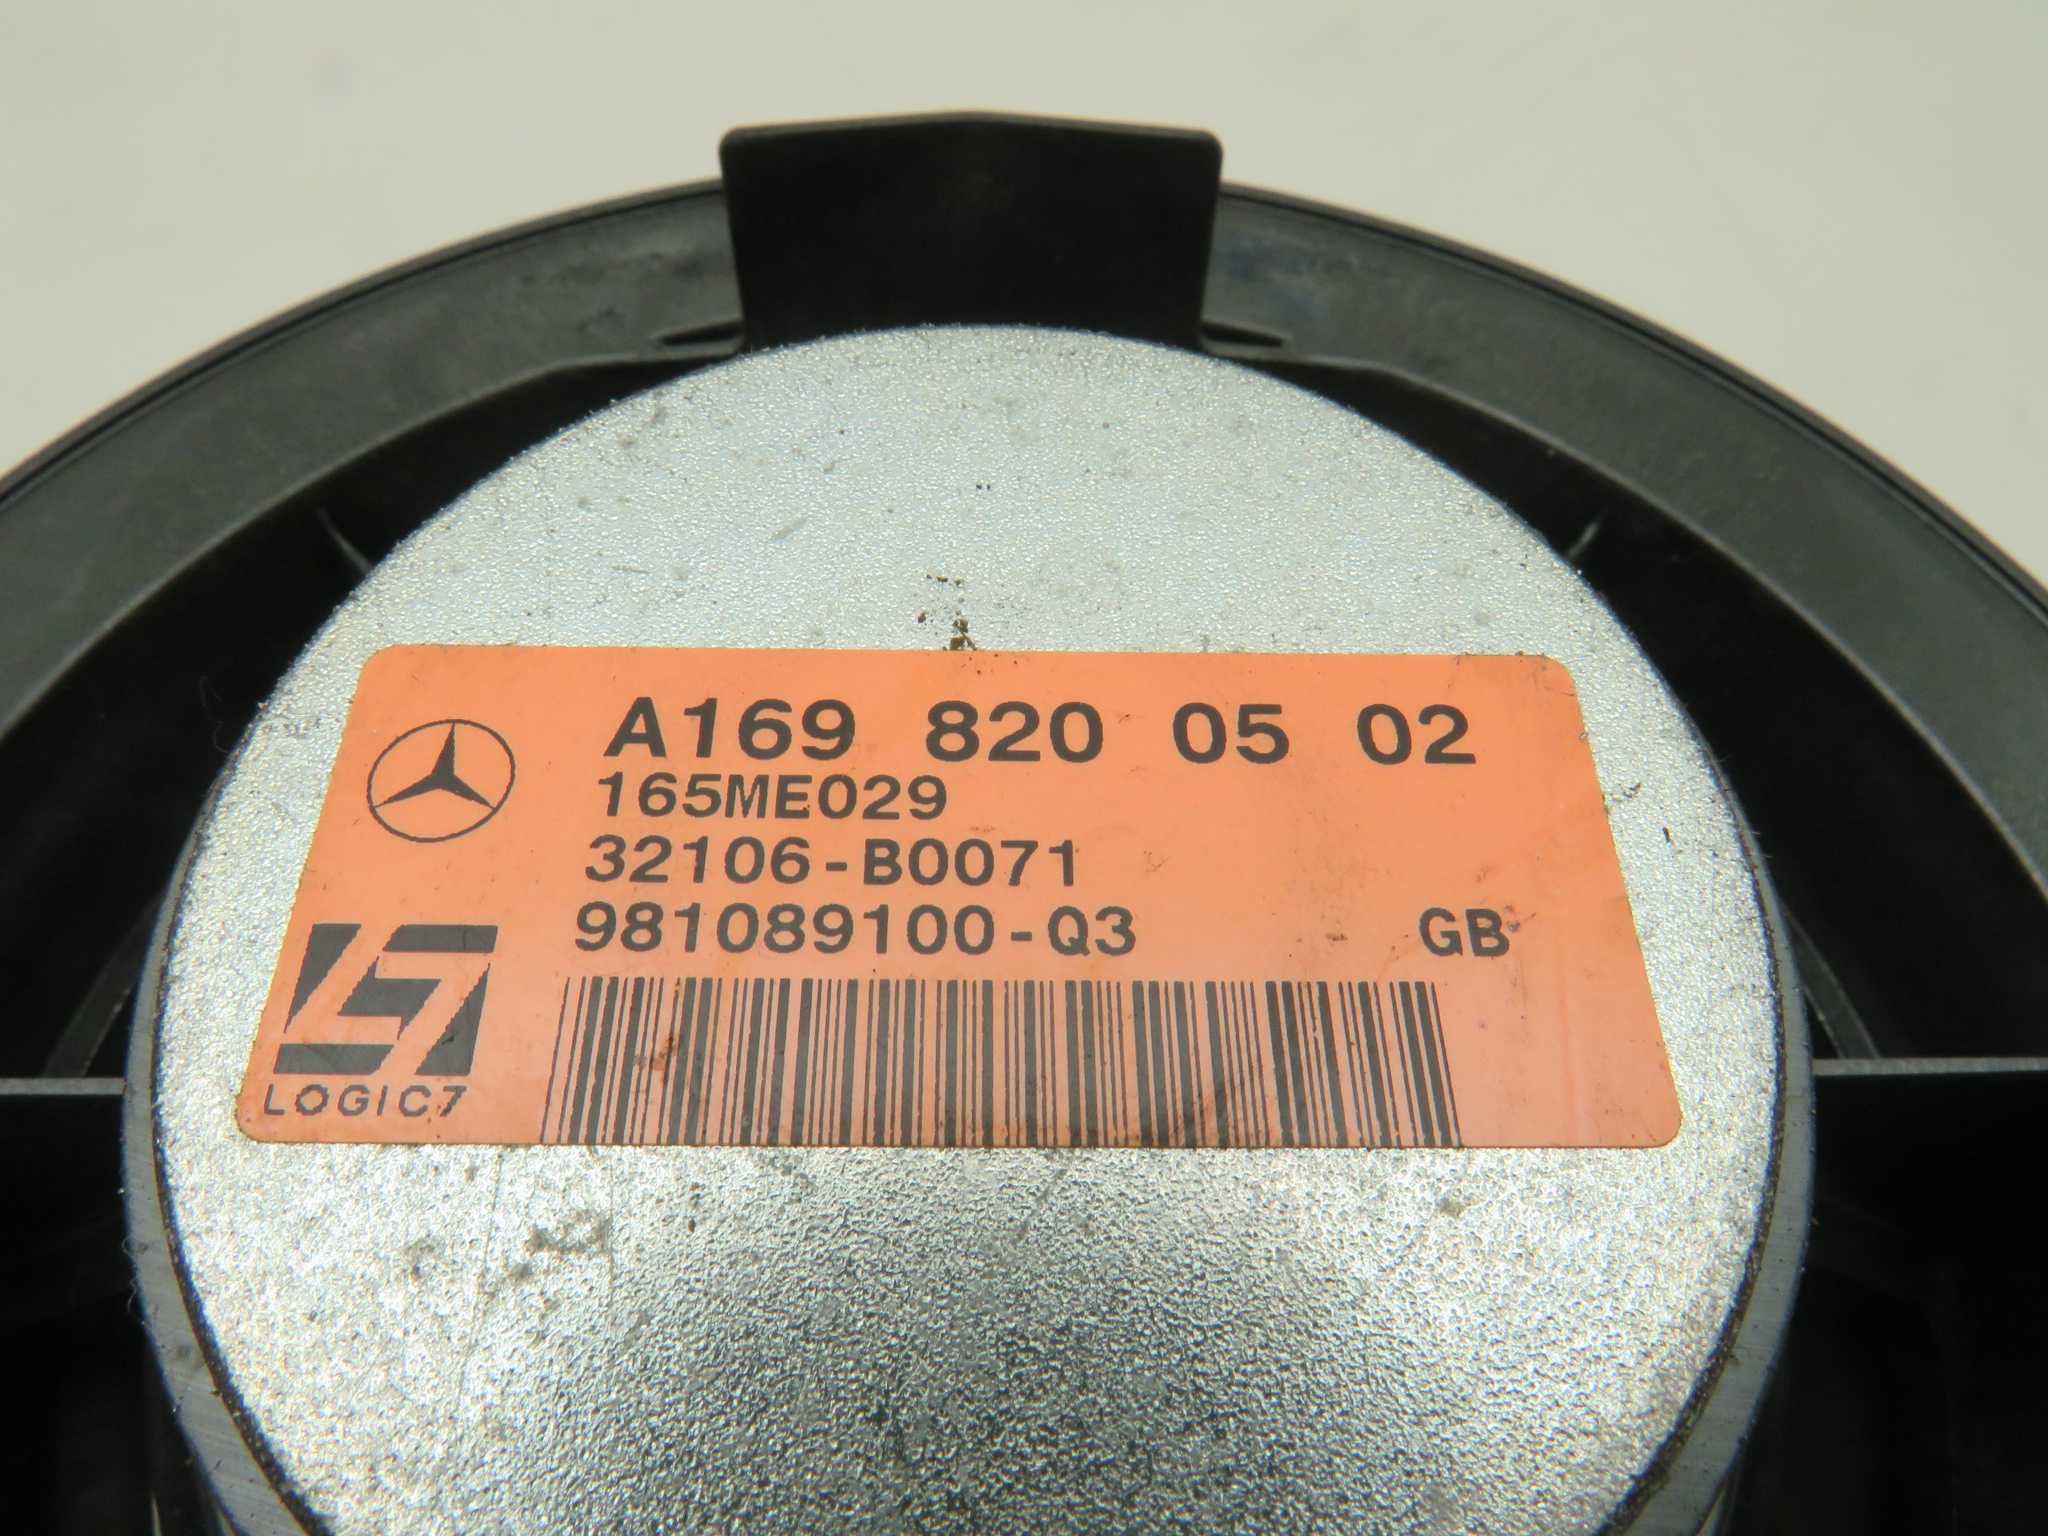 A169 820 05 02
165ME029
32106-B0071
981089100-Q3 GB
LOGIC7